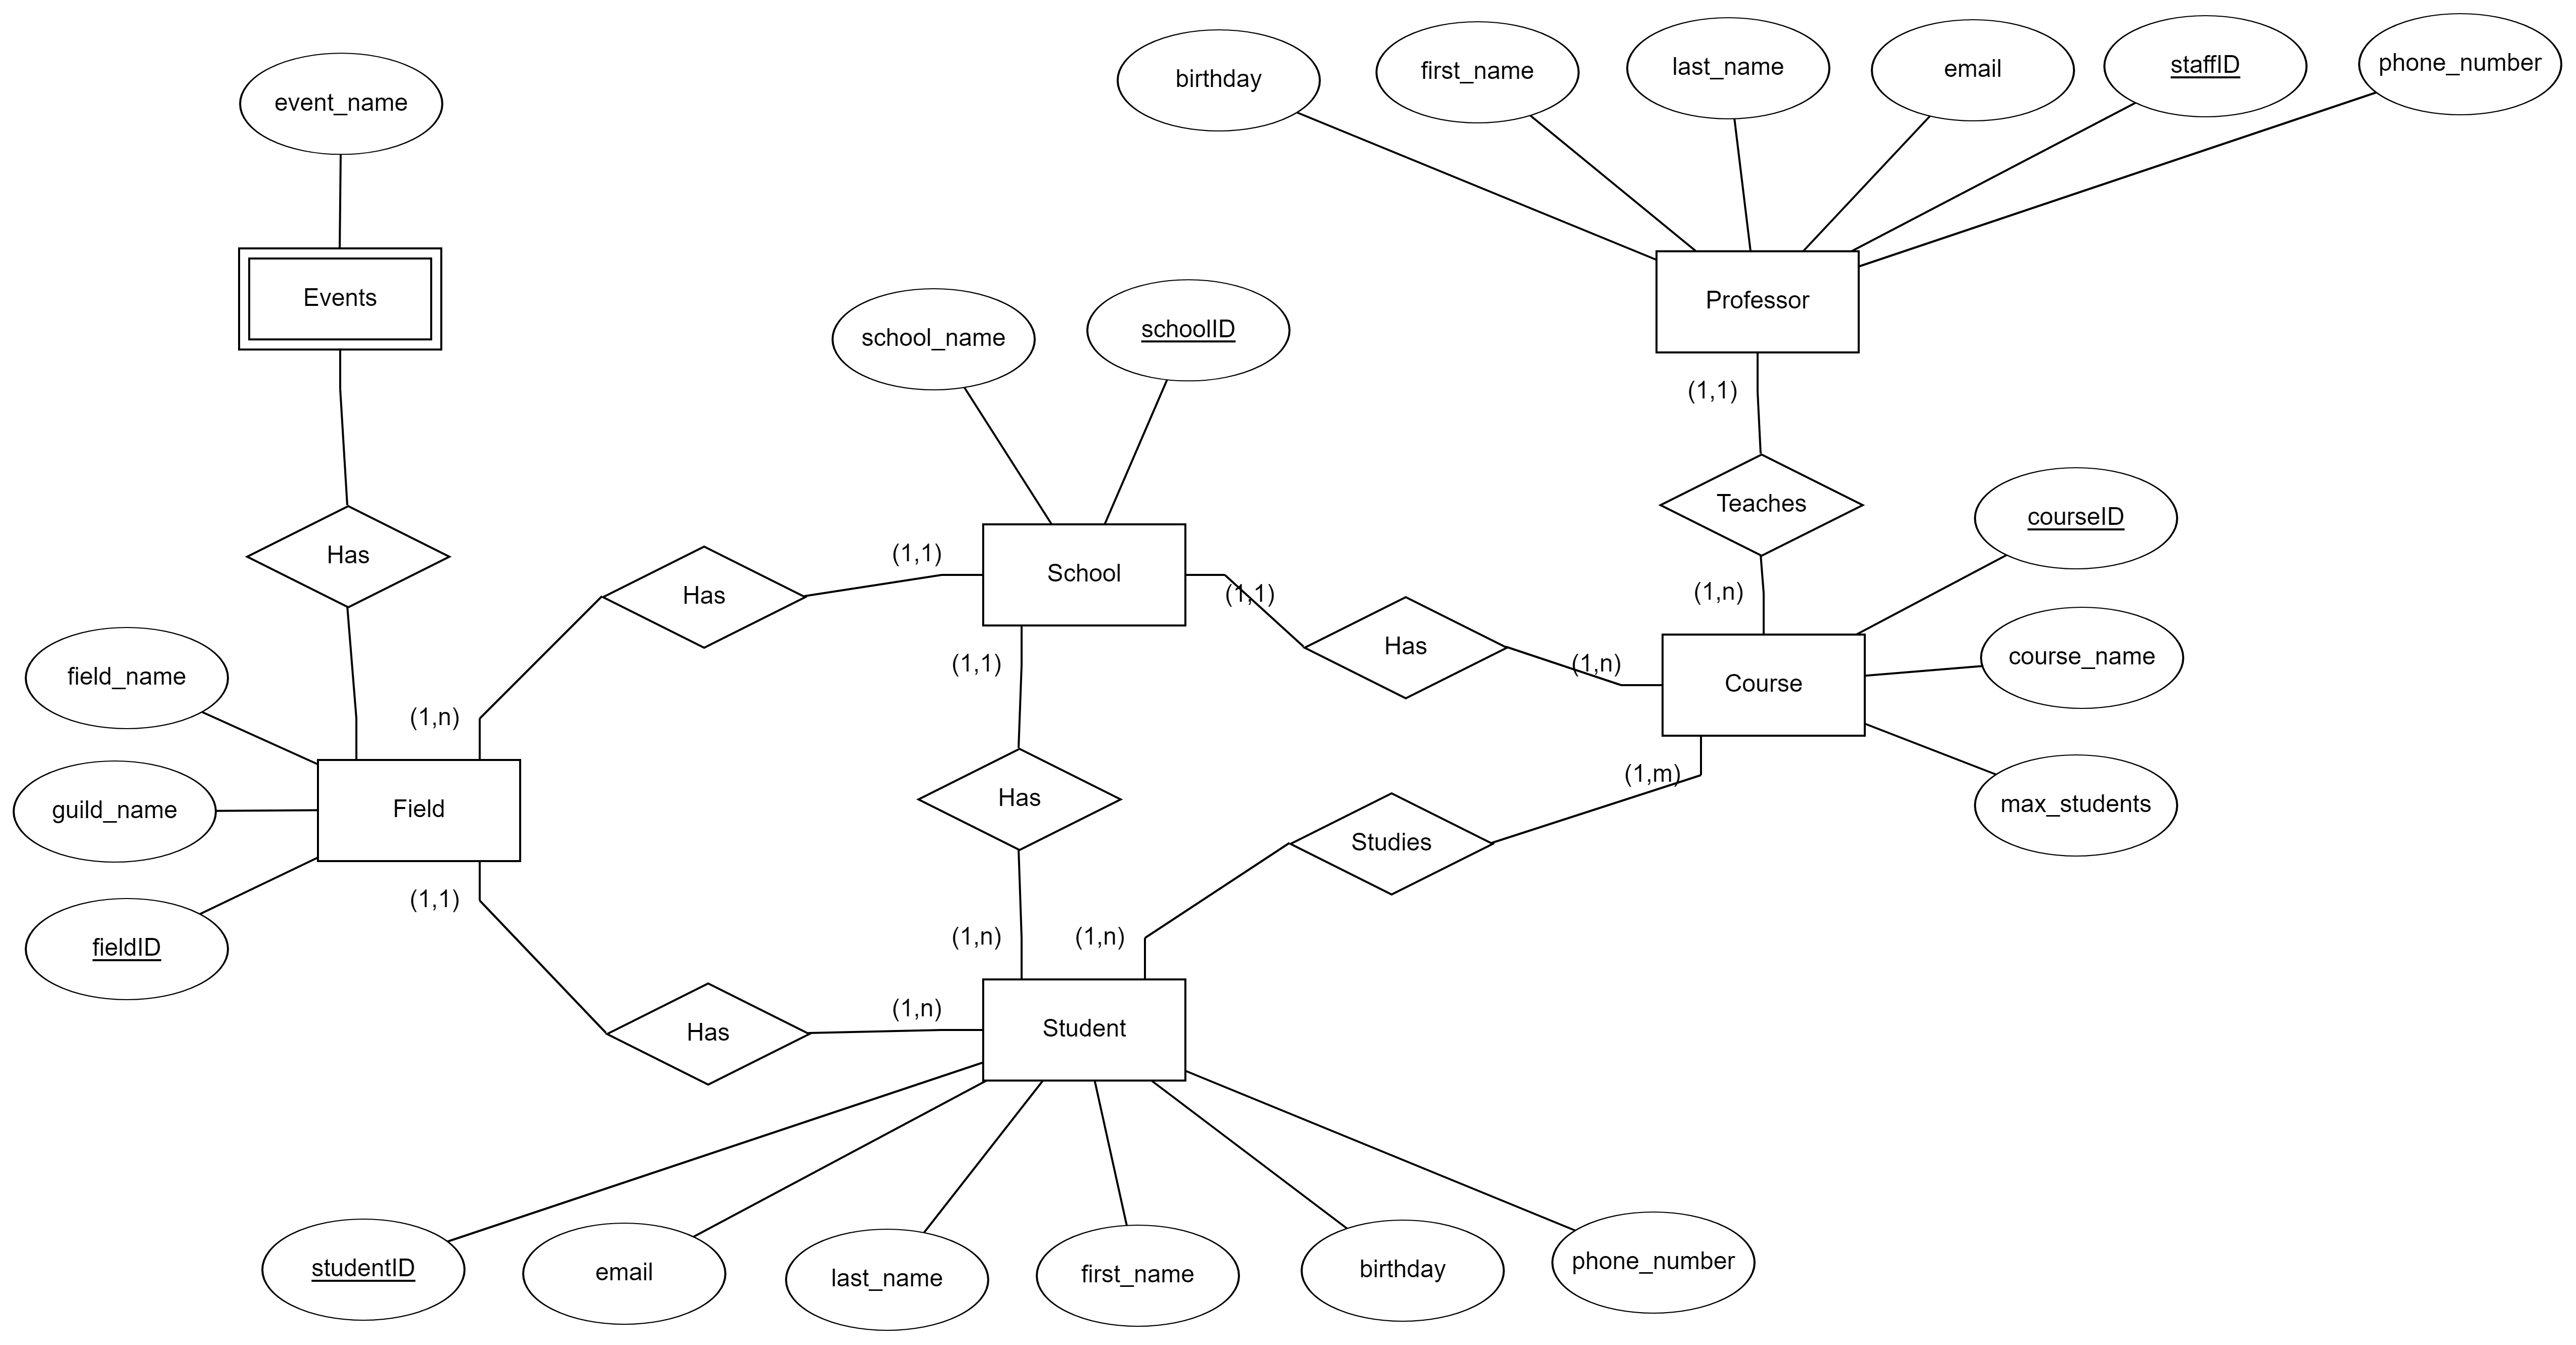 birthday
first_name
last_name
email
staffID
phone_number
event_name
Events
Professor
school_name
schoolID
(1,1)
Teaches
courseID
Has
Has
(1,1)
School
(1,1)
(1,n)
Has
(1,n)
Course
course_name
field_name
(1,n)
(1,1)
guild_name
Field
Has
(1,m)
max_students
Studies
fieldID
(1,1)
(1,n)
(1,n)
Has
(1,n)
Student
studentID
email
last_name
first_name
birthday
phone_number